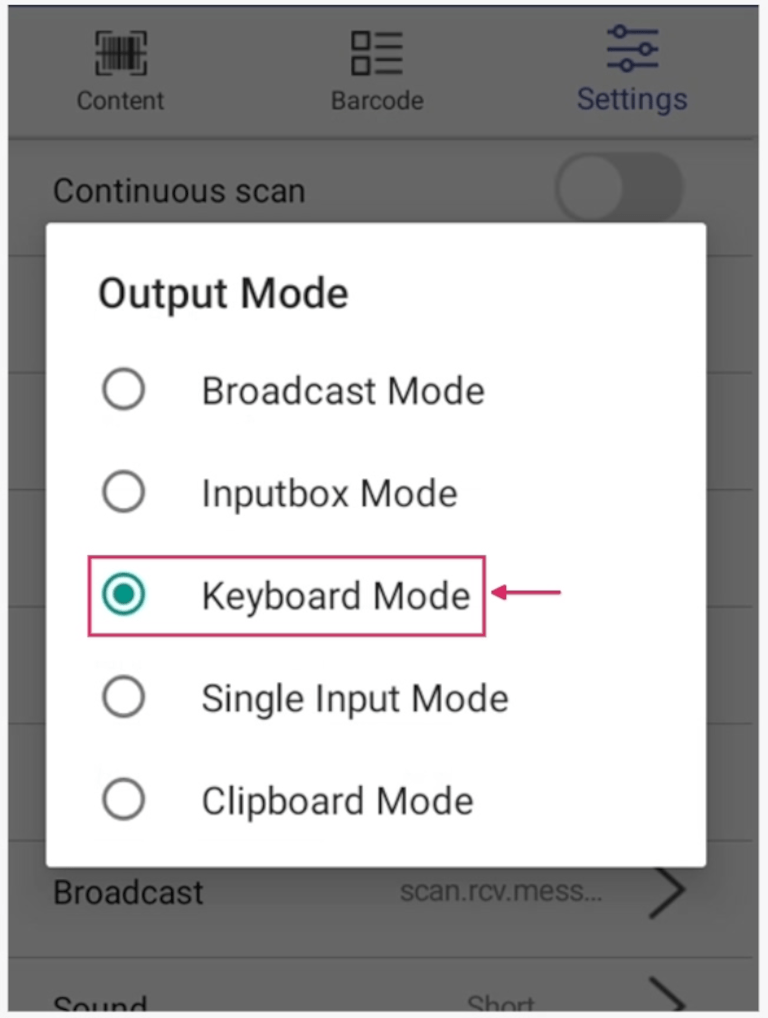 Content Barcode Settings
Continuous scan
Output Mode
Broadcast Mode
Inputbox Mode
Keyboard Mode
Single Input Mode
Clipboard Mode
Broadcast scan.rcv.mess...
Sound Short